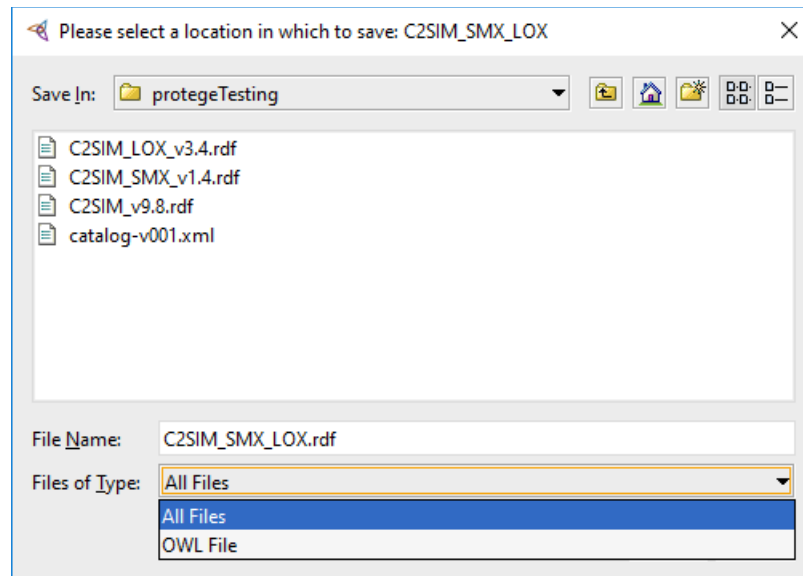 Please select a location in which to save: C2SIM_SMX_LOX
Save In: protegeTesting
C2SIM_LOX_v3.4.rdf
C2SIM_SMX_v1.4.rdf
C2SIM_v9.8.rdf
catalog-v001.xml
File Name: C2SIM_SMX_LOX.rdf
Files of Type: All Files
All Files
OWL File